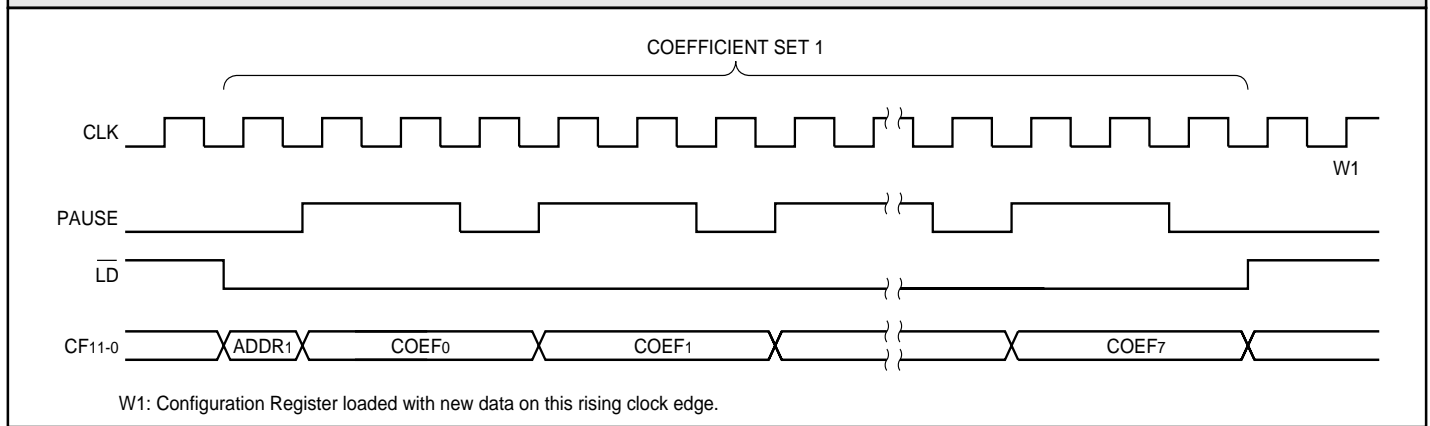 COEFFICIENT SET 1
CLK
W1
PAUSE
LD
CF11-0 ADDR1 COEF0 COEF1 COEF7
W1: Configuration Register loaded with new data on this rising clock edge.